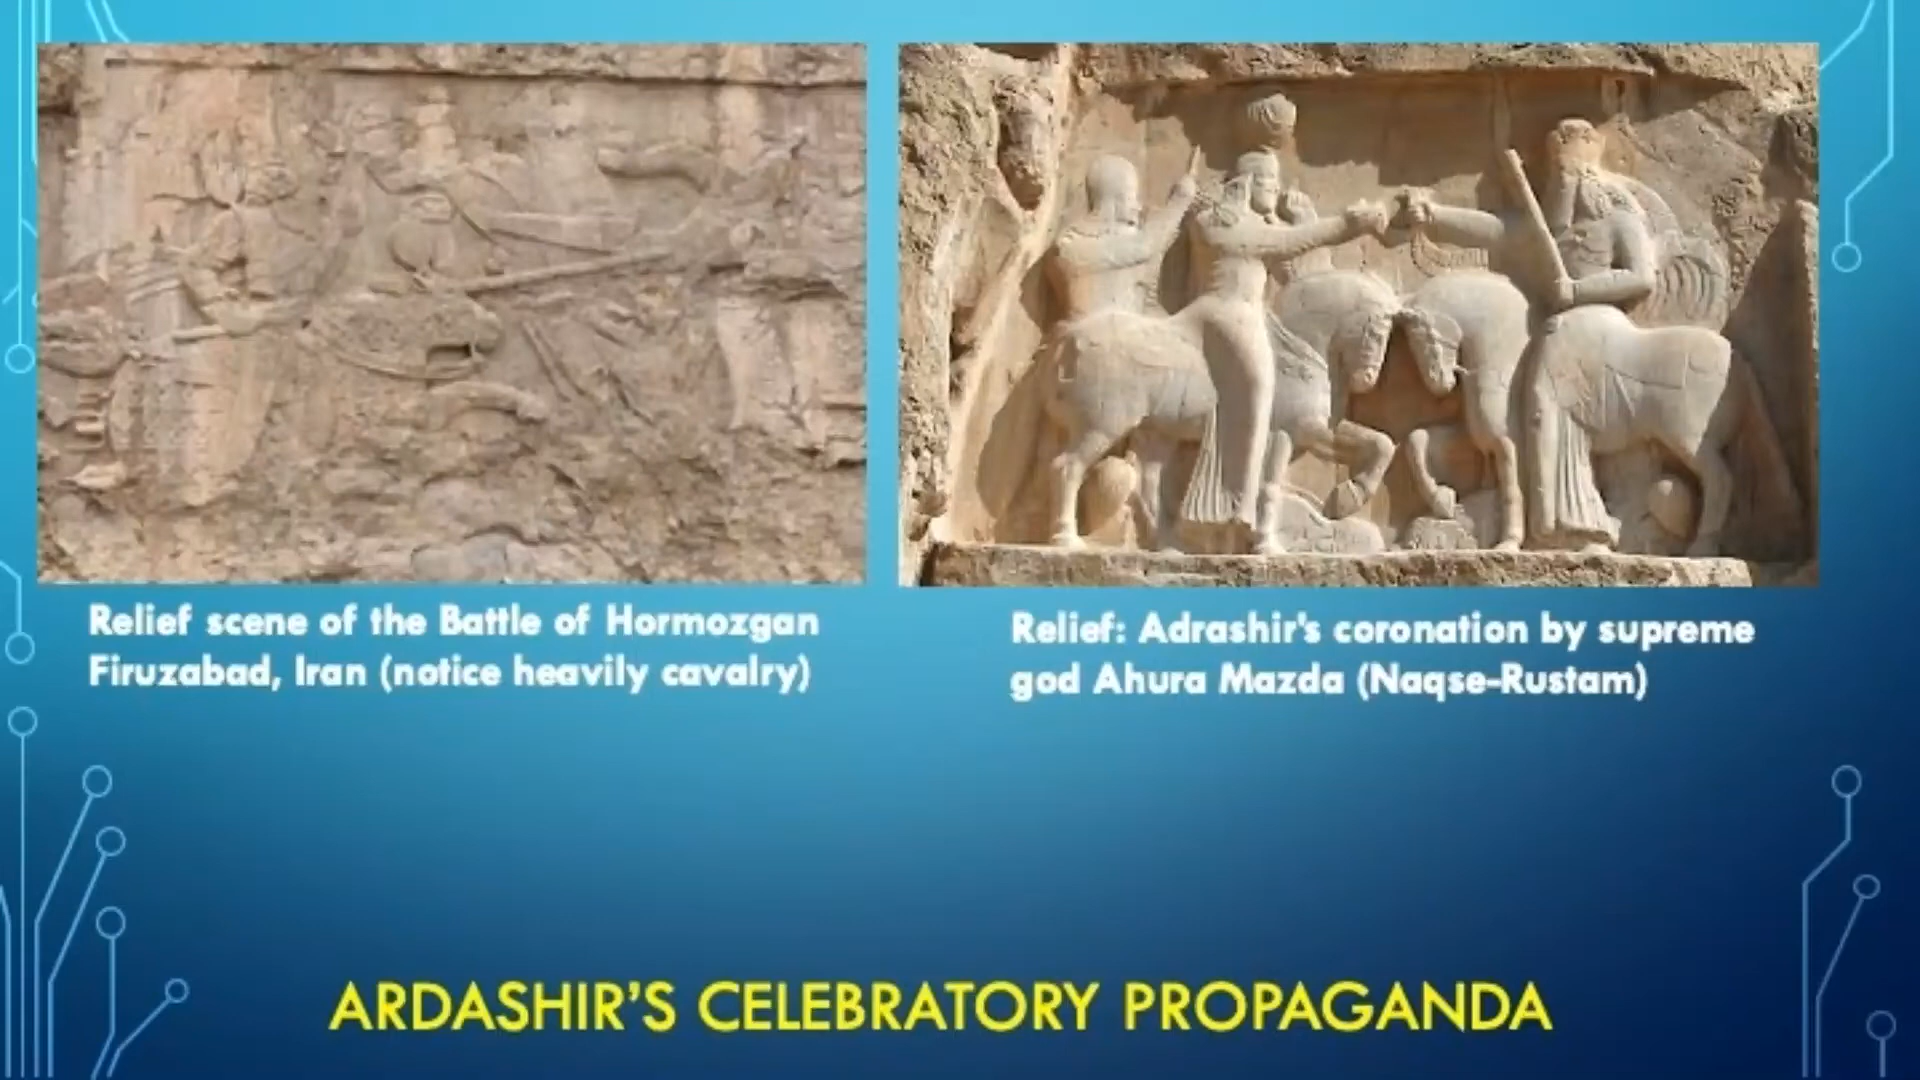 Relief scene of the Battle of Hormozgan
Firuzabad, Iran (notice heavily cavalry)
Relief: Adrashir's coronation by supreme
god Ahura Mazda (Naqse-Rustam)
ARDASHIR’S CELEBRATORY PROPAGANDA